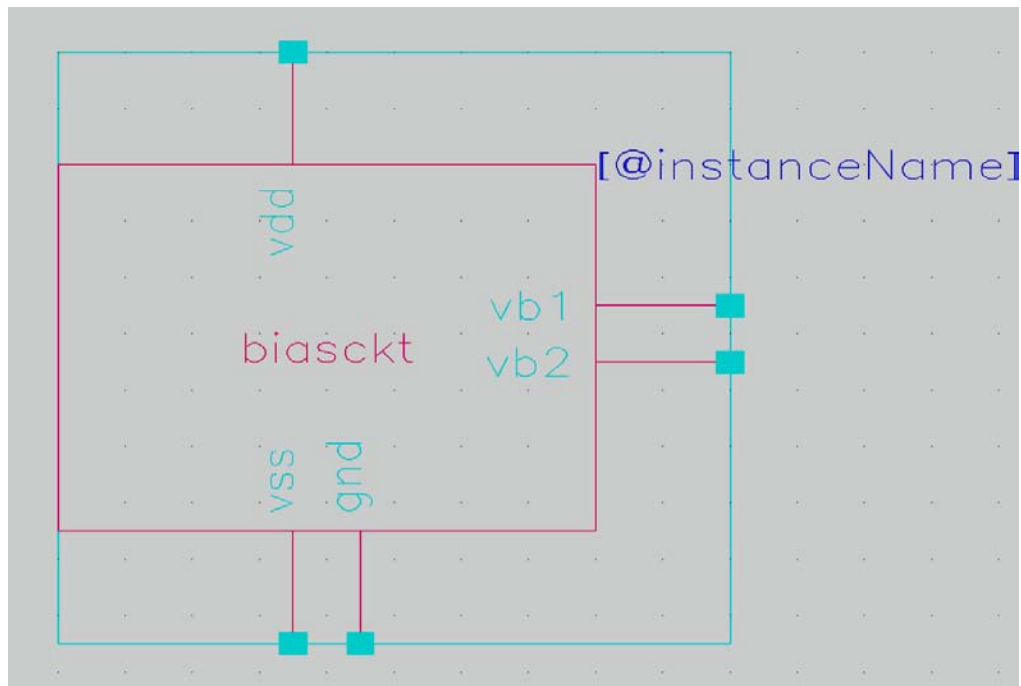 [@instanceName]
vdd
vb1
biasckt
vb2
vss
gnd